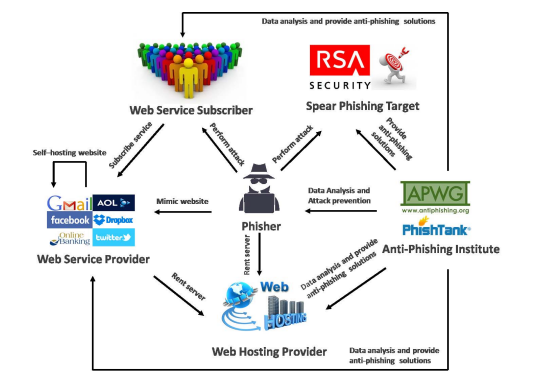 Data analysis and provide anti-phishing solutions
RSA
SECURITY
Web Service Subscriber
Spear Phishing Target
Subscribe service
Perform attack
Perform attack
Provide
anti-phishing
solutions
Self-hosting website
Gmail
AOL
facebook
Dropbox
Online
Banking
twitter
Mimic website
Data Analysis and
Attack prevention
APWG
www.antiphishing.org
PhishTank
Phisher
Anti-Phishing Institute
Web Service Provider
Rent server
Rent server
Data analysis and provide
anti-phishing solutions
Web
HOSTING
Web Hosting Provider
Data analysis and provide
anti-phishing solutions